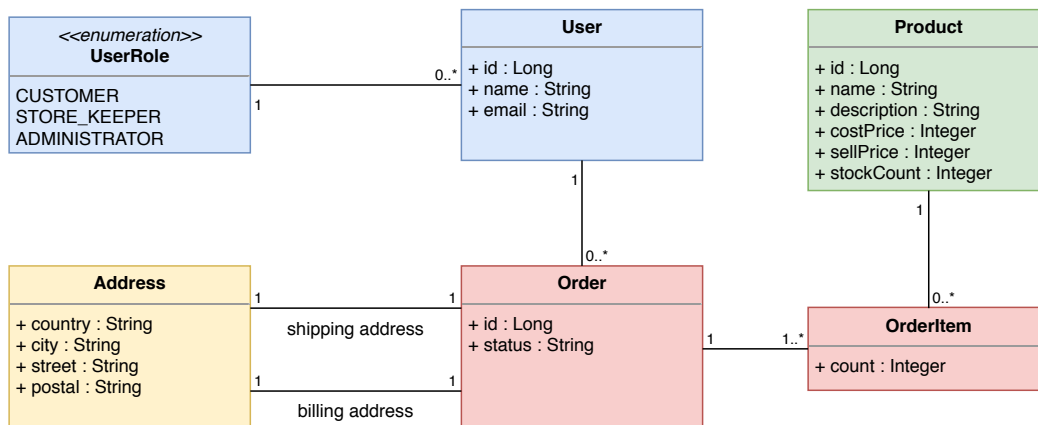 <<enumeration>>
UserRole
CUSTOMER
STORE_KEEPER
ADMINISTRATOR
1
0..*
User
+ id : Long
+ name : String
+ email : String
1
0..*
Product
+ id : Long
+ name : String
+ description : String
+ costPrice : Integer
+ sellPrice : Integer
+ stockCount : Integer
1
0..*
Address
+ country : String
+ city : String
+ street : String
+ postal : String
1
1
shipping address
1
1
billing address
Order
+ id : Long
+ status : String
1
1..*
OrderItem
+ count : Integer